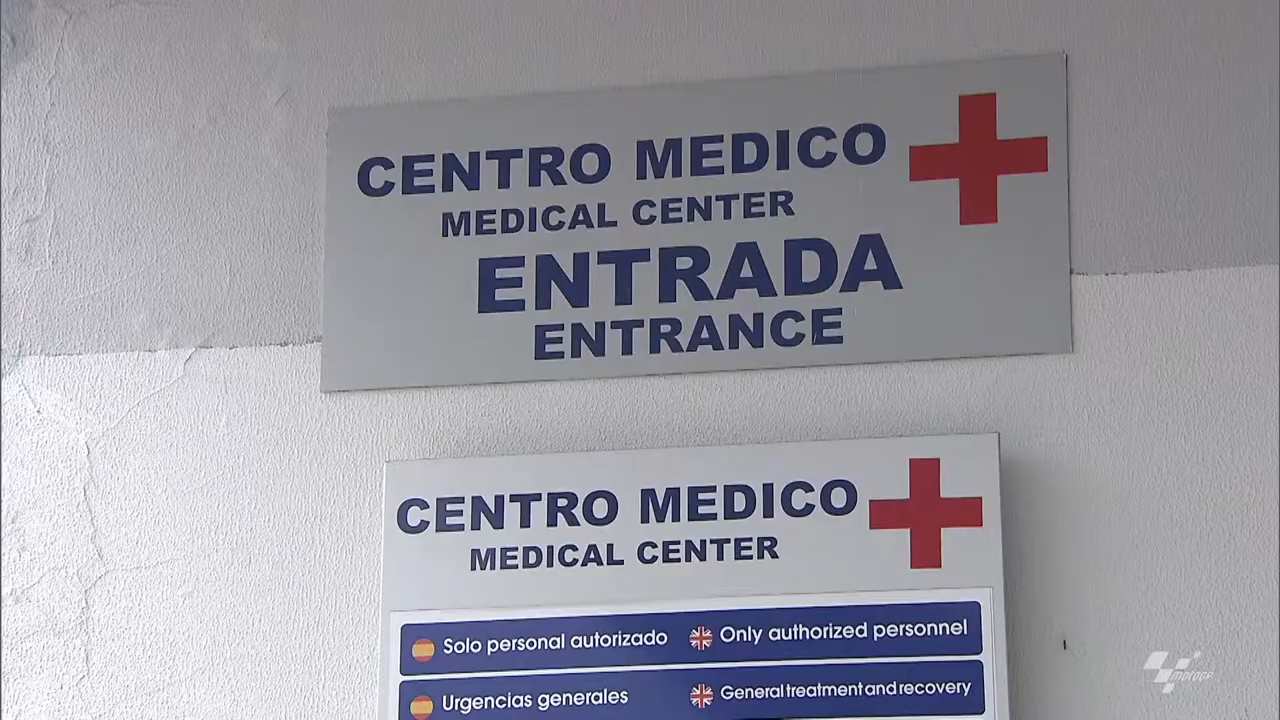 CENTRO MEDICO
MEDICAL CENTER
ENTRADA
ENTRANCE
CENTRO MEDICO
MEDICAL CENTER
Solo personal autorizado Only authorized personnel
Urgencias generales General treatment and recovery
MotoGP